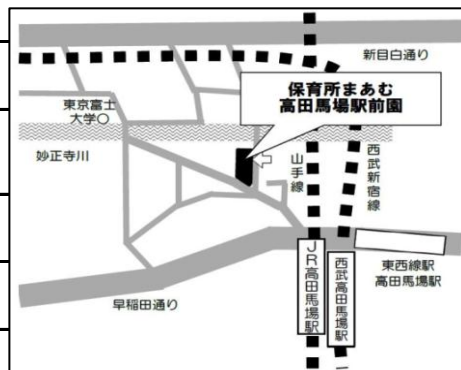 新目白通り
保育所まあむ
高田馬場駅前園
東京富士
大学〇
妙正寺川
山手線
西武新宿線
東西線駅
高田馬場駅
JR高田馬場駅
西武高田馬場駅
早稲田通り